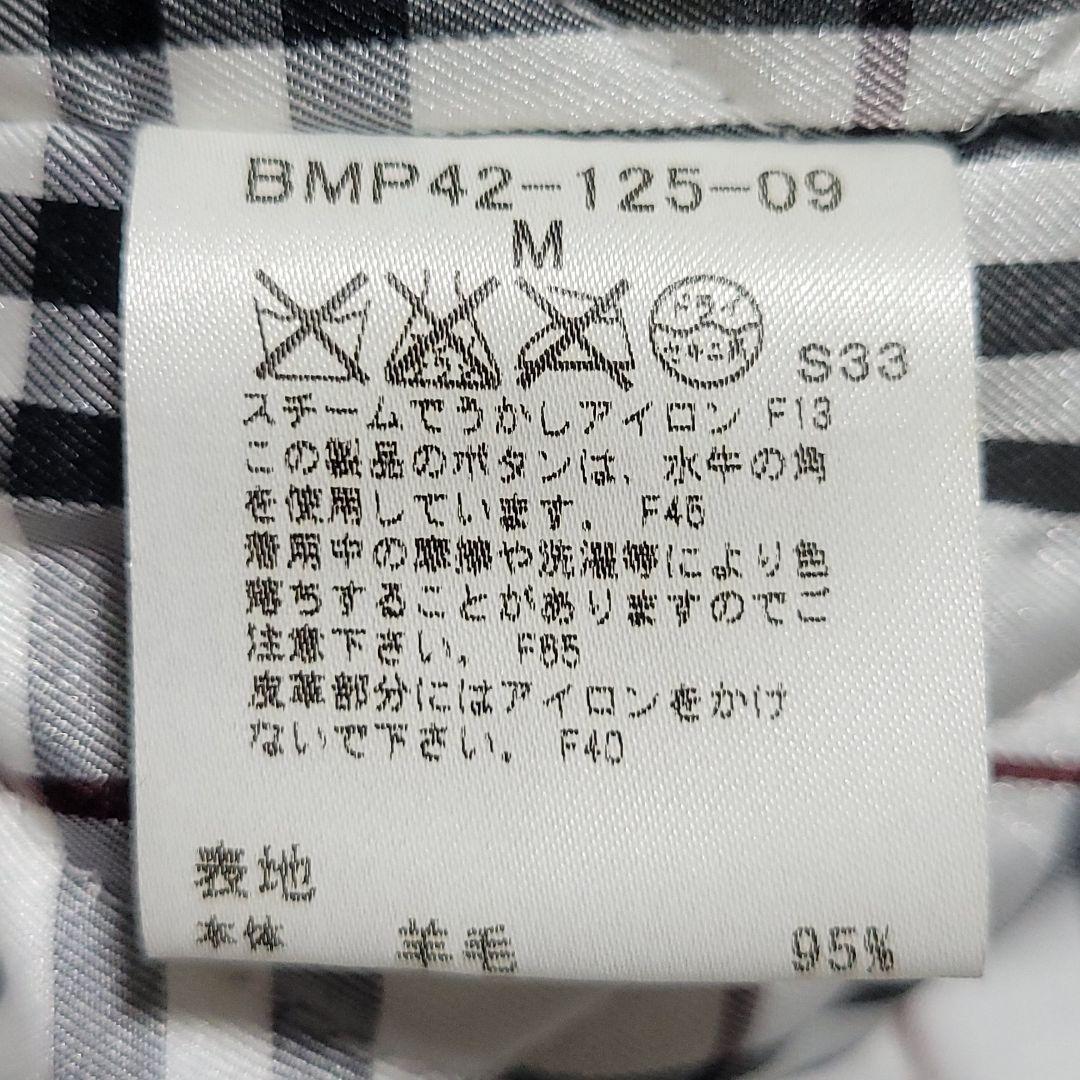 BMP42-125-09
M
S33
スチームでうかしアイロン F13
この製品のボタンは、水牛の角
を使用しています。 F46
着用中の摩擦や洗濯等により色
落ちすることがありますのでご
注意下さい。 F65
皮革部分にはアイロンをかけ
ないで下さい。 F40
表地
本体 羊毛 95%